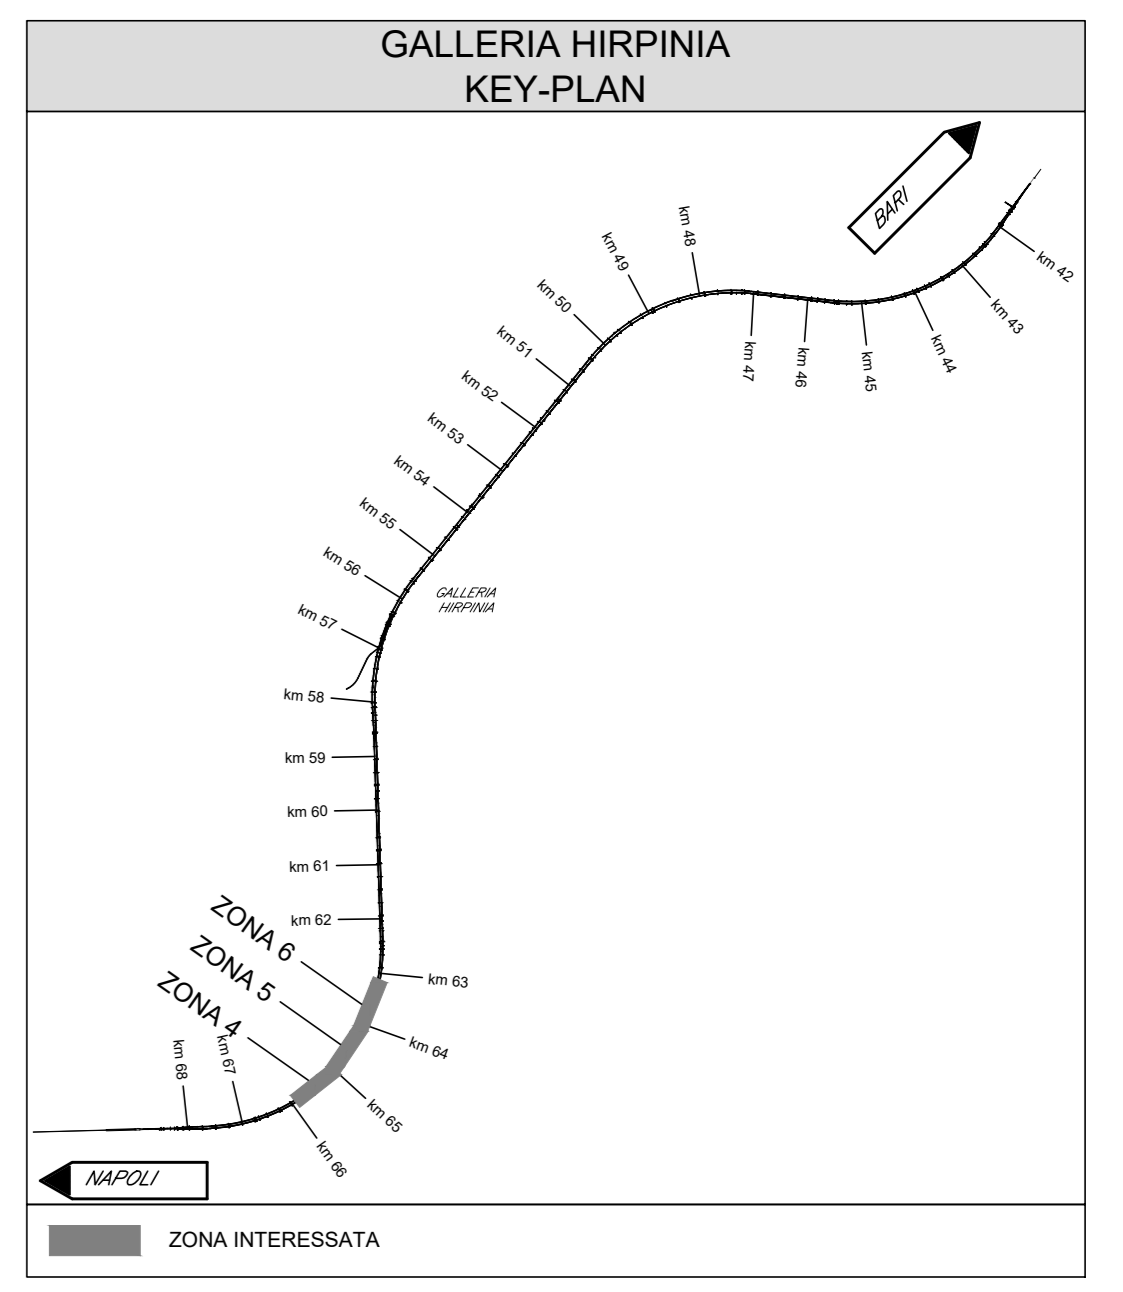 GALLERIA HIRPINIA
KEY-PLAN
BARI
km 42
km 43
km 44
km 45
km 46
km 47
km 48
km 49
km 50
km 51
km 52
km 53
km 54
km 55
km 56
GALLERIA
HIRPINIA
km 57
km 58
km 59
km 60
km 61
km 62
ZONA 6
km 63
ZONA 5
km 64
ZONA 4
km 65
km 66
km 67
km 68
NAPOLI
ZONA INTERESSATA